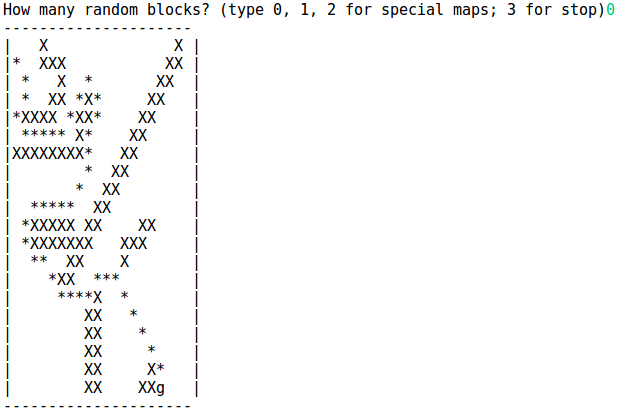 How many random blocks? (type 0, 1, 2 for special maps; 3 for stop)0
---------------------
|   X              X |
|*  XXX           XX |
| *   X  *       XX  |
| *  XX *X*     XX   |
|*XXXX *XX*    XX    |
| ***** X*    XX     |
|XXXXXXXX*   XX      |
|        *  XX       |
|       *  XX        |
|  *****  XX         |
| *XXXXX XX    XX    |
| *XXXXXXX   XXX     |
|  **  XX    X       |
|    *XX  ***        |
|     ****X  *       |
|        XX   *      |
|        XX    *     |
|        XX     *    |
|        XX     X*   |
|        XX    XXg   |
---------------------